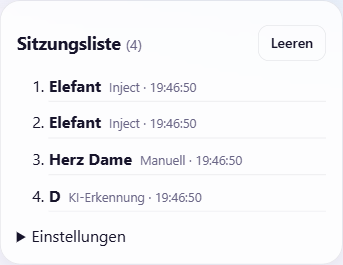 Sitzungsliste (4)
Leeren
1. Elefant Inject · 19:46:50
2. Elefant Inject · 19:46:50
3. Herz Dame Manuell · 19:46:50
4. D KI-Erkennung · 19:46:50
▶ Einstellungen